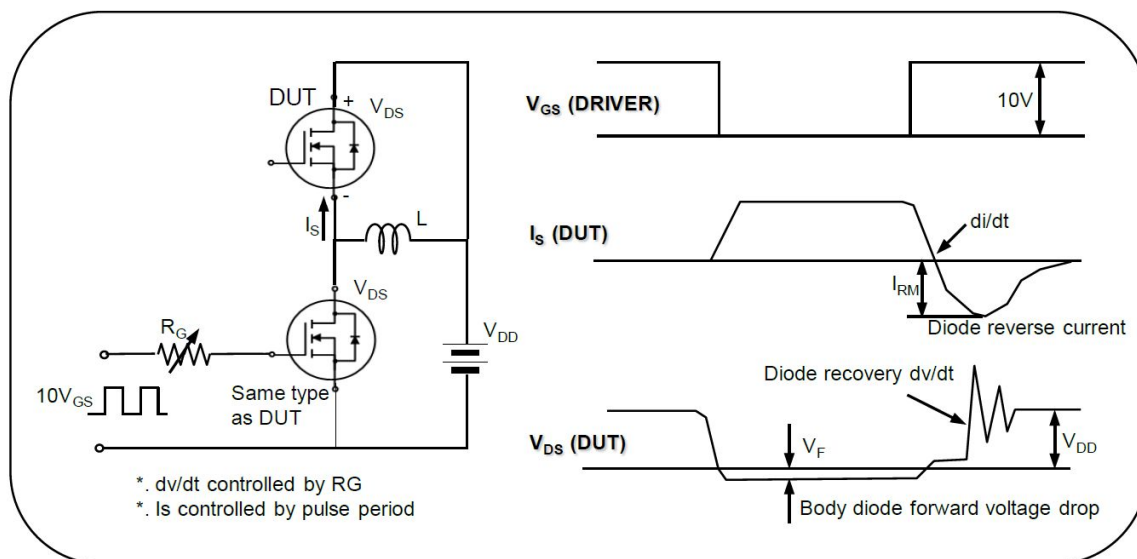 DUT
+
V_DS
-
I_S
L
V_DS
R_G
V_DD
10V_GS
Same type
as DUT
*. dv/dt controlled by RG
*. Is controlled by pulse period
V_GS (DRIVER)
10V
I_S (DUT)
di/dt
I_RM
Diode reverse current
Diode recovery dv/dt
V_DS (DUT)
V_F
V_DD
Body diode forward voltage drop